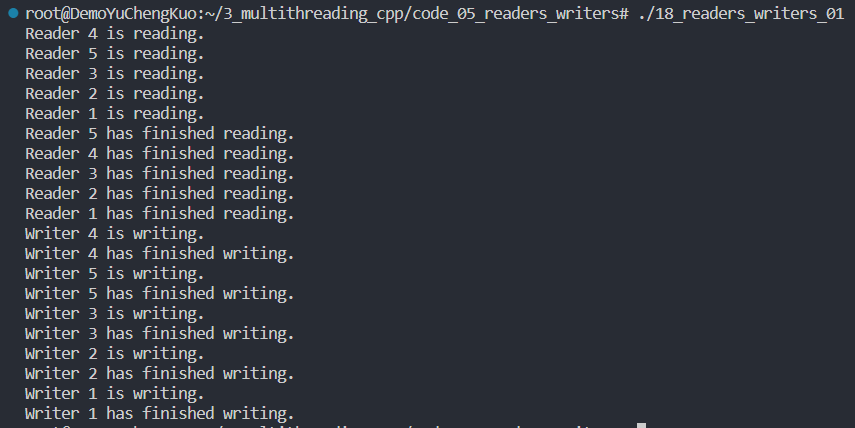 root@DemoYuChengKuo:~/3_multithreading_cpp/code_05_readers_writers# ./18_readers_writers_01
Reader 4 is reading.
Reader 5 is reading.
Reader 3 is reading.
Reader 2 is reading.
Reader 1 is reading.
Reader 5 has finished reading.
Reader 4 has finished reading.
Reader 3 has finished reading.
Reader 2 has finished reading.
Reader 1 has finished reading.
Writer 4 is writing.
Writer 4 has finished writing.
Writer 5 is writing.
Writer 5 has finished writing.
Writer 3 is writing.
Writer 3 has finished writing.
Writer 2 is writing.
Writer 2 has finished writing.
Writer 1 is writing.
Writer 1 has finished writing.